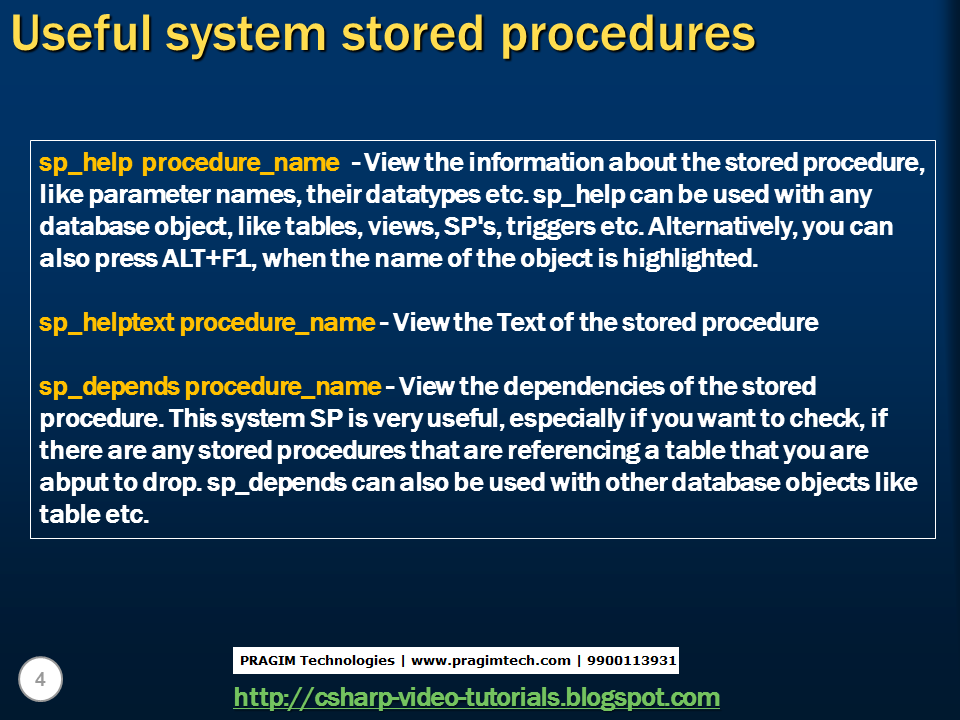 Useful system stored procedures
sp_help procedure_name - View the information about the stored procedure,
like parameter names, their datatypes etc. sp_help can be used with any
database object, like tables, views, SP's, triggers etc. Alternatively, you can
also press ALT+F1, when the name of the object is highlighted.
sp_helptext procedure_name - View the Text of the stored procedure
sp_depends procedure_name - View the dependencies of the stored
procedure. This system SP is very useful, especially if you want to check, if
there are any stored procedures that are referencing a table that you are
abput to drop. sp_depends can also be used with other database objects like
table etc.
4
PRAGIM Technologies | www.pragimtech.com | 9900113931
http://csharp-video-tutorials.blogspot.com